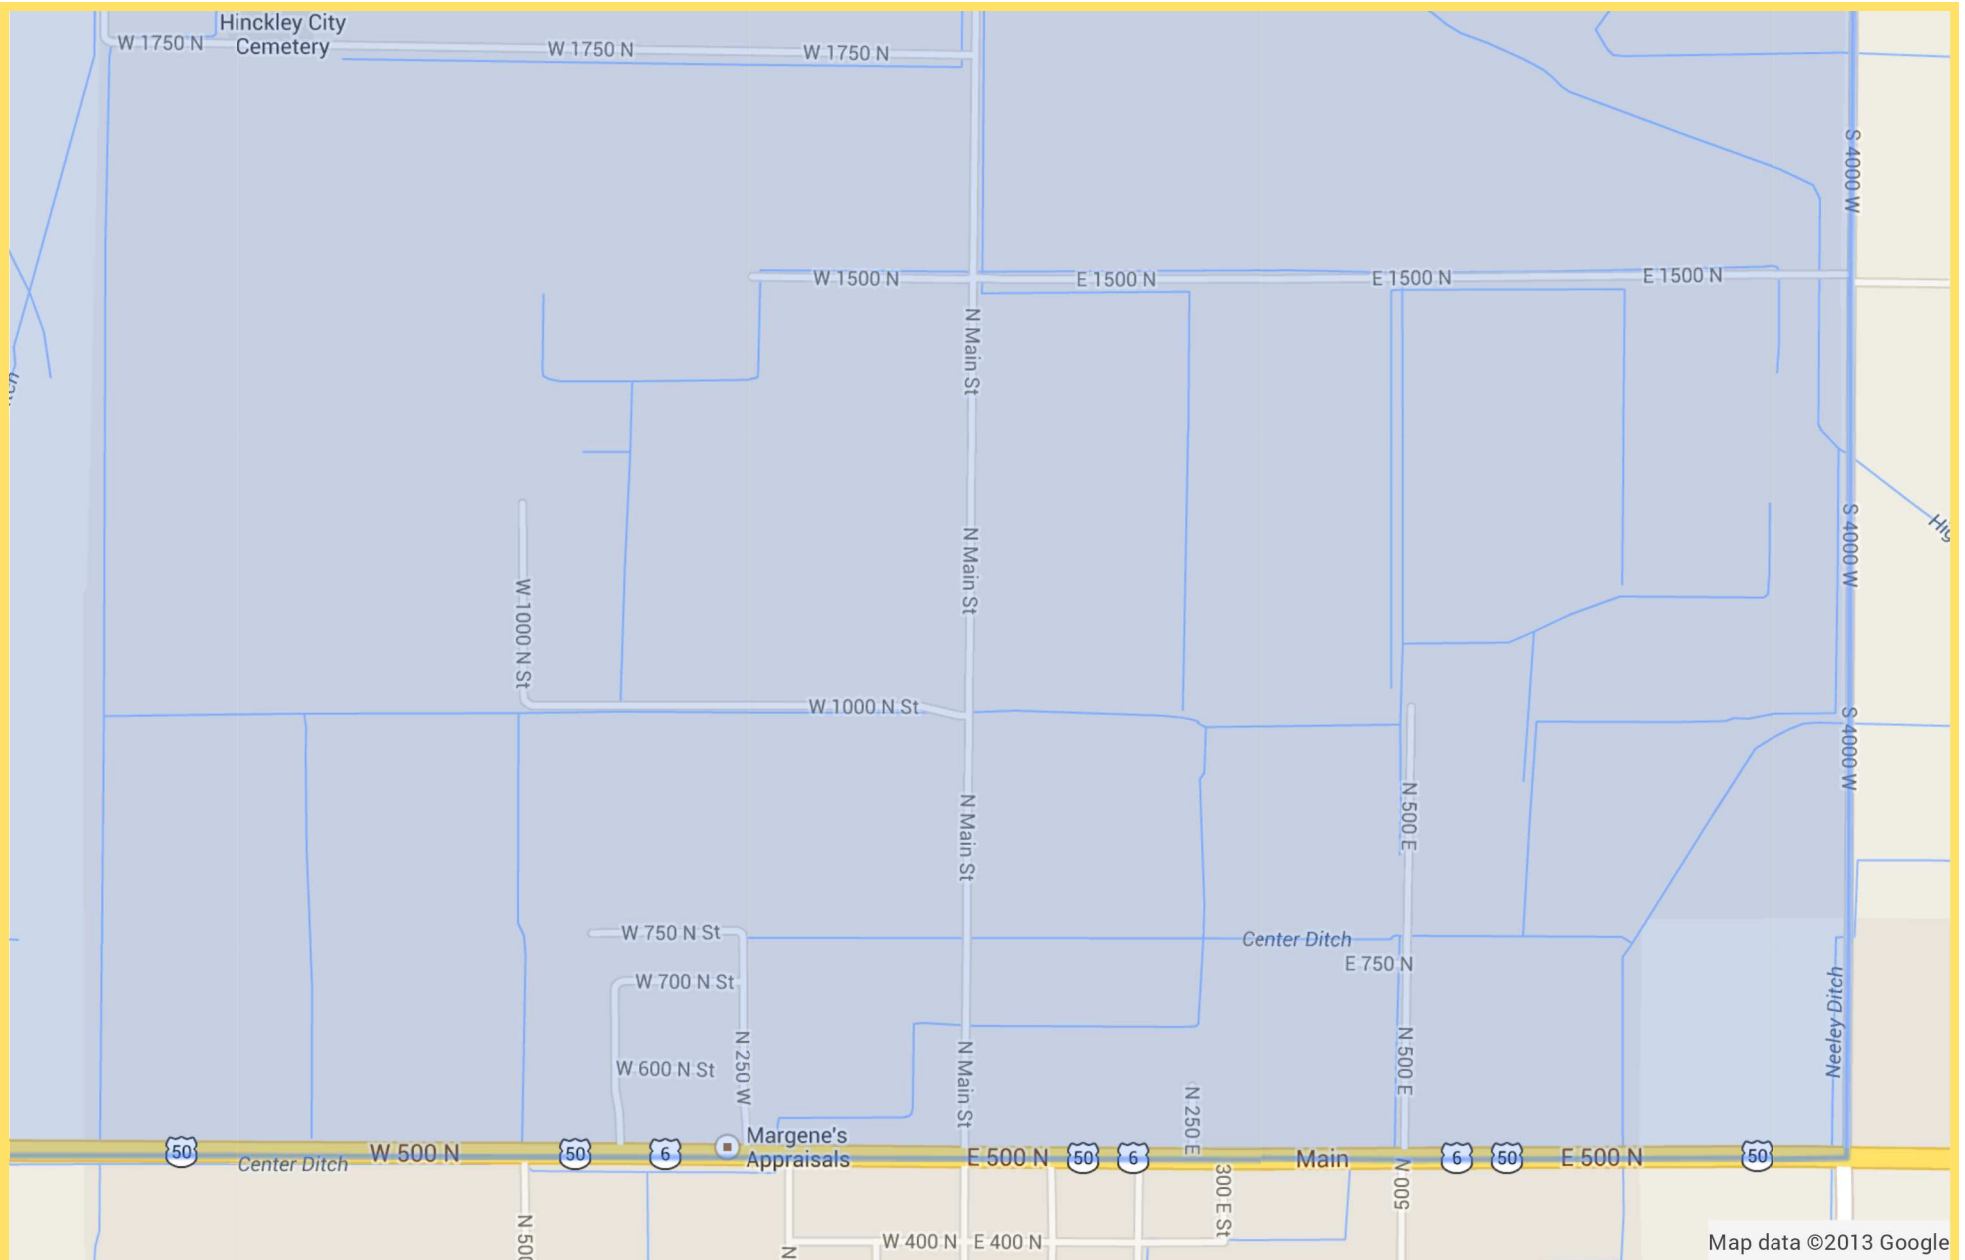 Hinckley City
Cemetery
W 1750 N
W 1750 N
W 1750 N
S 4000 W
W 1500 N
E 1500 N
E 1500 N
E 1500 N
N Main St
N Main St
S 4000 W
W 1000 N St
W 1000 N St
S 4000 W
N Main St
N 500 E
W 750 N St
Center Ditch
E 750 N
W 700 N St
Neeley Ditch
N 250 W
N Main St
N 500 E
W 600 N St
N 250 E
Margene's
Appraisals
50
W 500 N
50
6
E 500 N
50
6
Main
6
50
E 500 N
50
Center Ditch
300 E St
W 400 N
E 400 N
Map data ©2013 Google